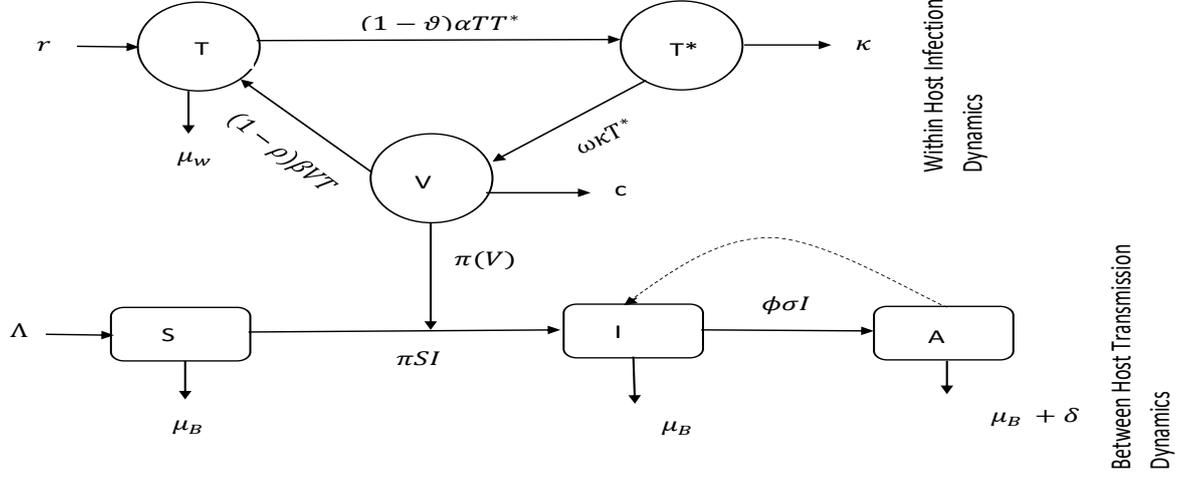 (1 − ϑ)αTT*
r
T
T*
κ
(1 − ρ)βVT
ωκT*
μ_w
V
c
Within Host Infection
Dynamics
π(V)
ϕσI
Λ
S
I
A
πSI
μ_B
μ_B
μ_B + δ
Between Host Transmission
Dynamics